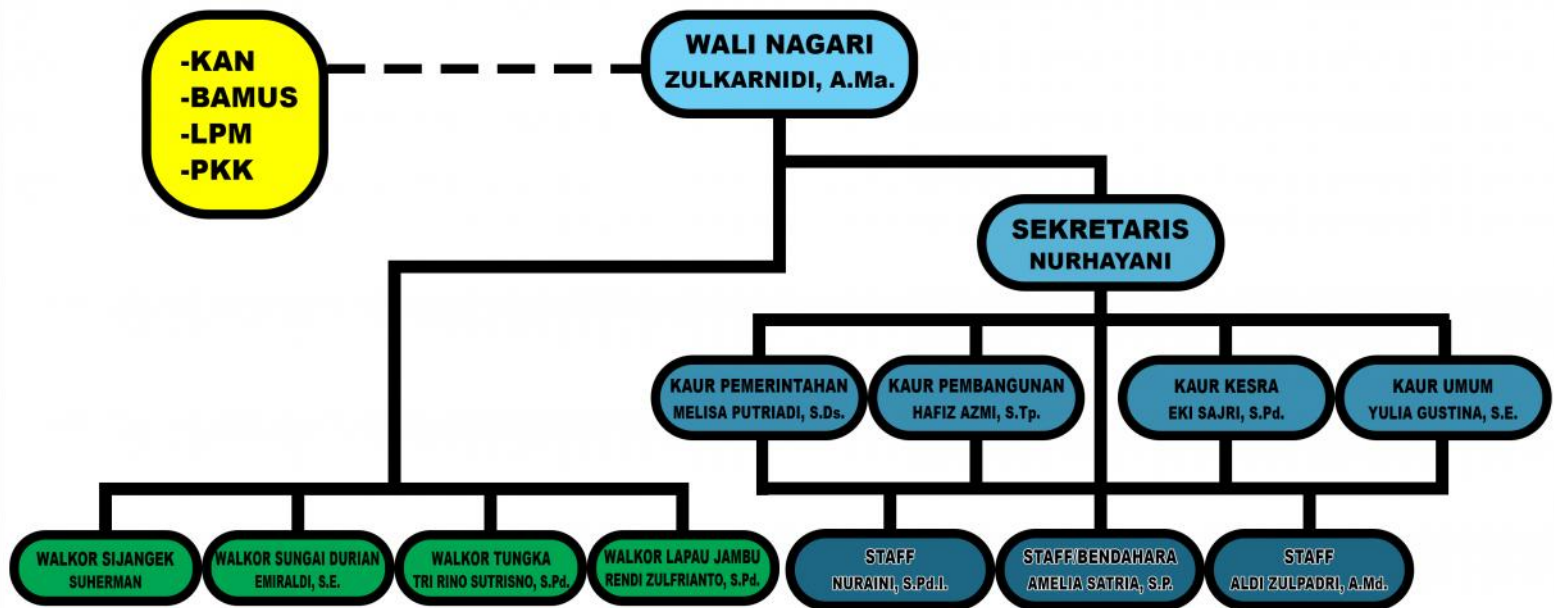 -KAN
-BAMUS
-LPM
-PKK
WALI NAGARI
ZULKARNIDI, A.Ma.
SEKRETARIS
NURHAYANI
KAUR PEMERINTAHAN
MELISA PUTRIADI, S.Ds.
KAUR PEMBANGUNAN
HAFIZ AZMI, S.Tp.
KAUR KESRA
EKI SAJRI, S.Pd.
KAUR UMUM
YULIA GUSTINA, S.E.
WALKOR SIJANGEK
SUHERMAN
WALKOR SUNGAI DURIAN
EMIRALDI, S.E.
WALKOR TUNGKA
TRI RINO SUTRISNO, S.Pd.
WALKOR LAPAU JAMBU
RENDI ZULFRIANTO, S.Pd.
STAFF
NURAINI, S.Pd.I.
STAFF/BENDAHARA
AMELIA SATRIA, S.P.
STAFF
ALDI ZULPADRI, A.Md.